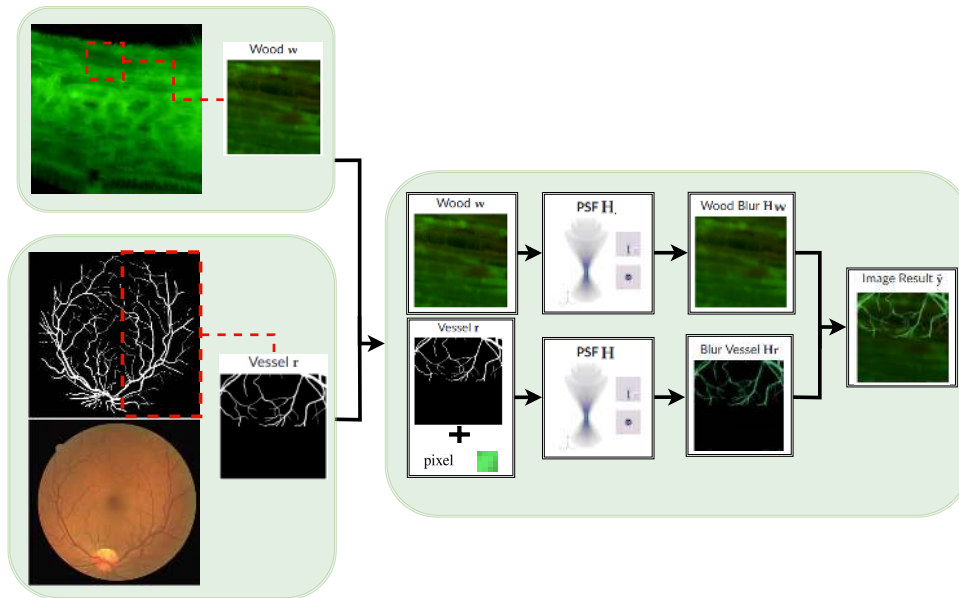 Wood w
Vessel r
Wood w
PSF H.
Wood Blur Hw
Image Result ÿ
Vessel r
PSF H
Blur Vessel Hr
pixel